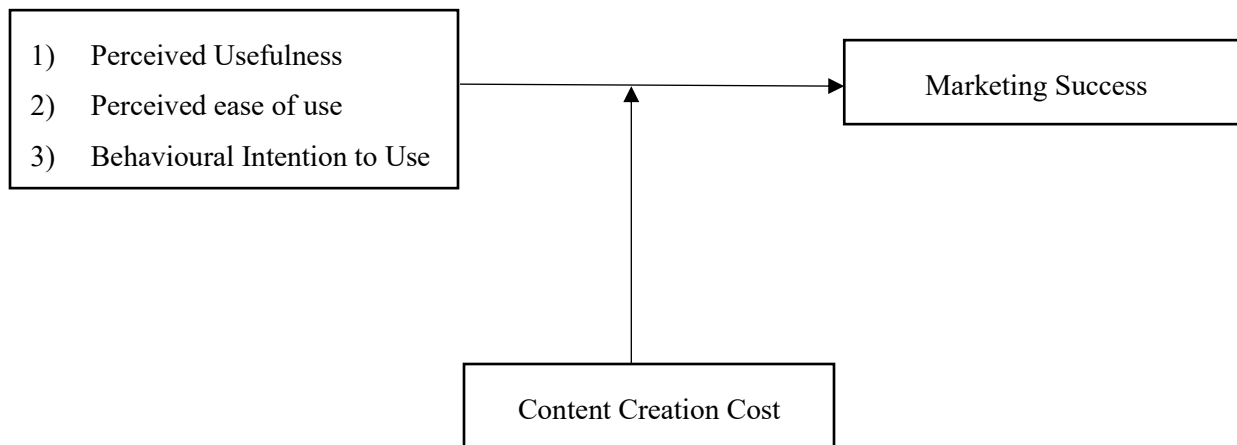 1) Perceived Usefulness
2) Perceived ease of use
3) Behavioural Intention to Use
Marketing Success
Content Creation Cost